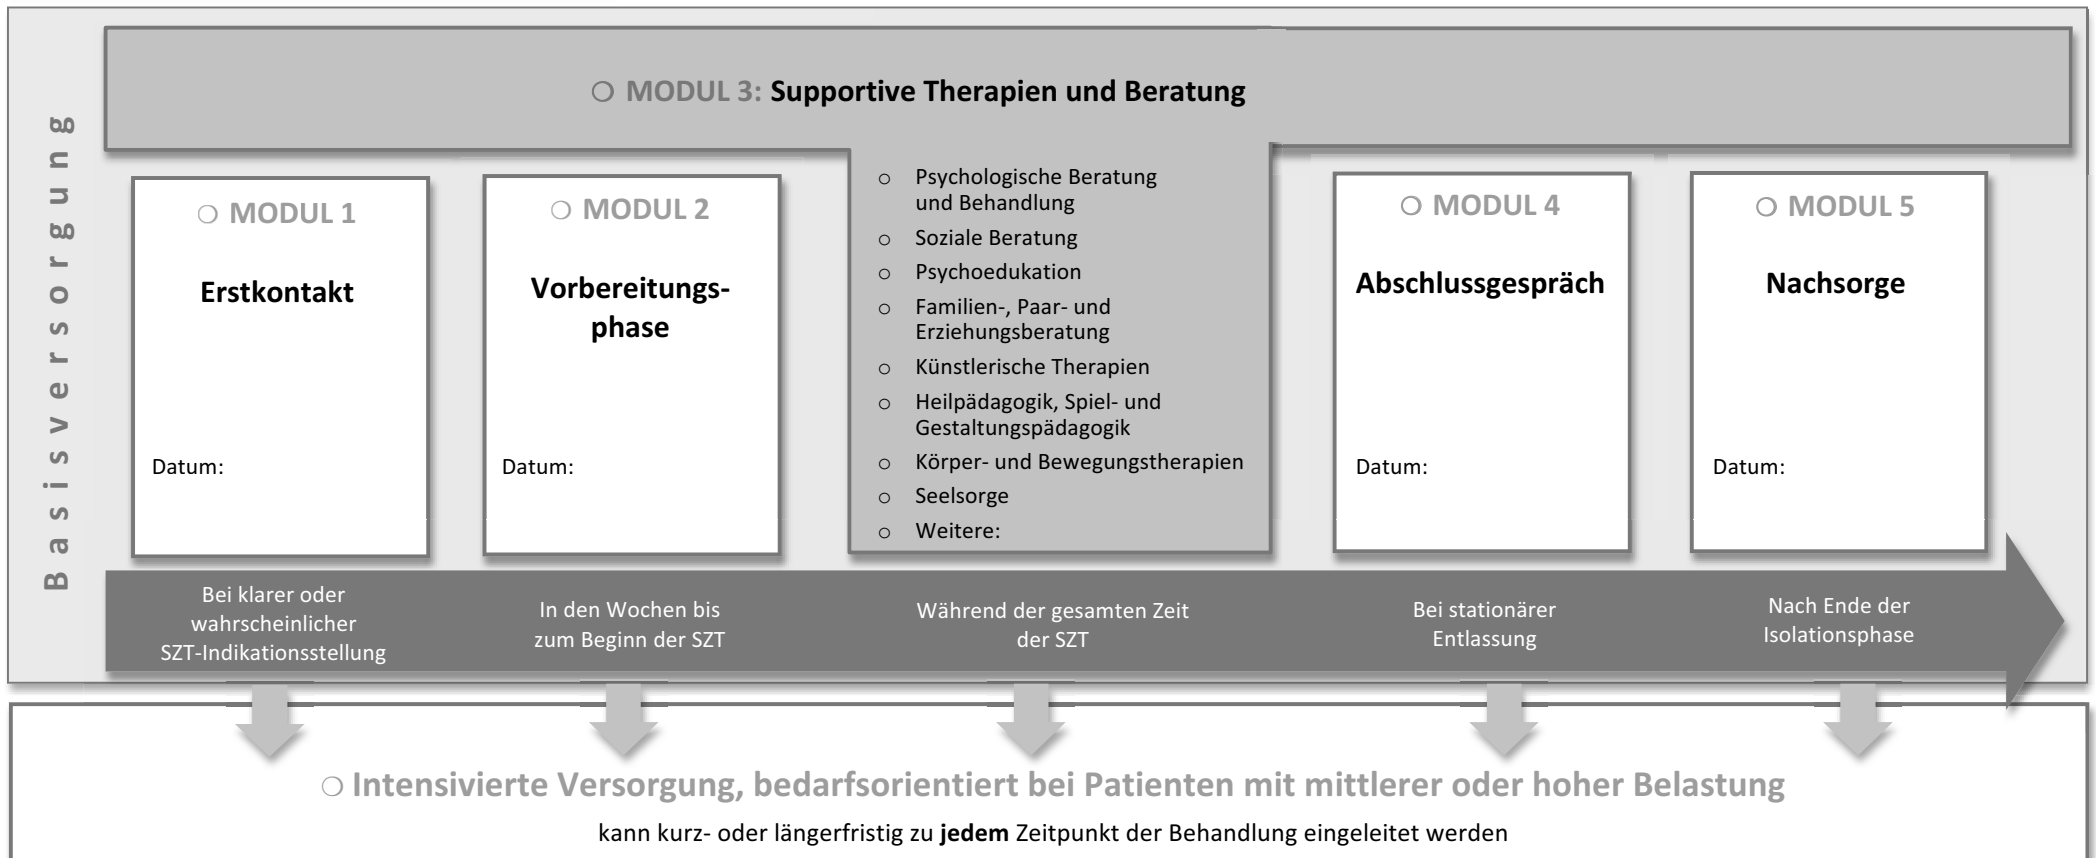 Basisversorgung
○ MODUL 3: Supportive Therapien und Beratung
○ MODUL 1
Erstkontakt
Datum:
○ MODUL 2
Vorbereitungs-
phase
Datum:
○ Psychologische Beratung
und Behandlung
○ Soziale Beratung
○ Psychoedukation
○ Familien-, Paar- und
Erziehungsberatung
○ Künstlerische Therapien
○ Heilpädagogik, Spiel- und
Gestaltungspädagogik
○ Körper- und Bewegungstherapien
○ Seelsorge
○ Weitere:
○ MODUL 4
Abschlussgespräch
Datum:
○ MODUL 5
Nachsorge
Datum:
Bei klarer oder
wahrscheinlicher
SZT-Indikationsstellung
In den Wochen bis
zum Beginn der SZT
Während der gesamten Zeit
der SZT
Bei stationärer
Entlassung
Nach Ende der
Isolationsphase
○ Intensivierte Versorgung, bedarfsorientiert bei Patienten mit mittlerer oder hoher Belastung
kann kurz- oder längerfristig zu jedem Zeitpunkt der Behandlung eingeleitet werden